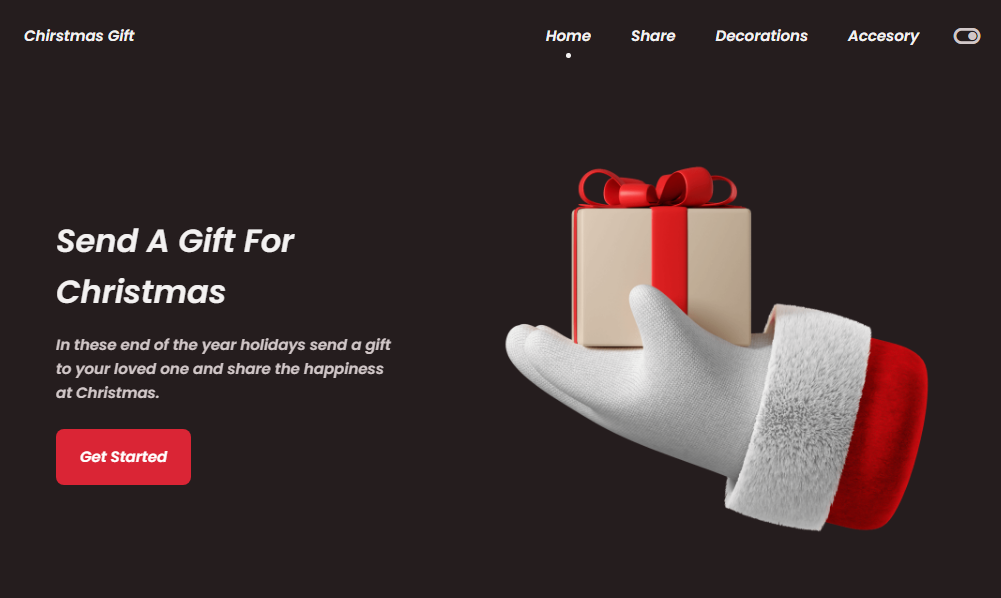 Chirstmas Gift
Home
Share
Decorations
Accesory
Send A Gift For
Christmas
In these end of the year holidays send a gift
to your loved one and share the happiness
at Christmas.
Get Started